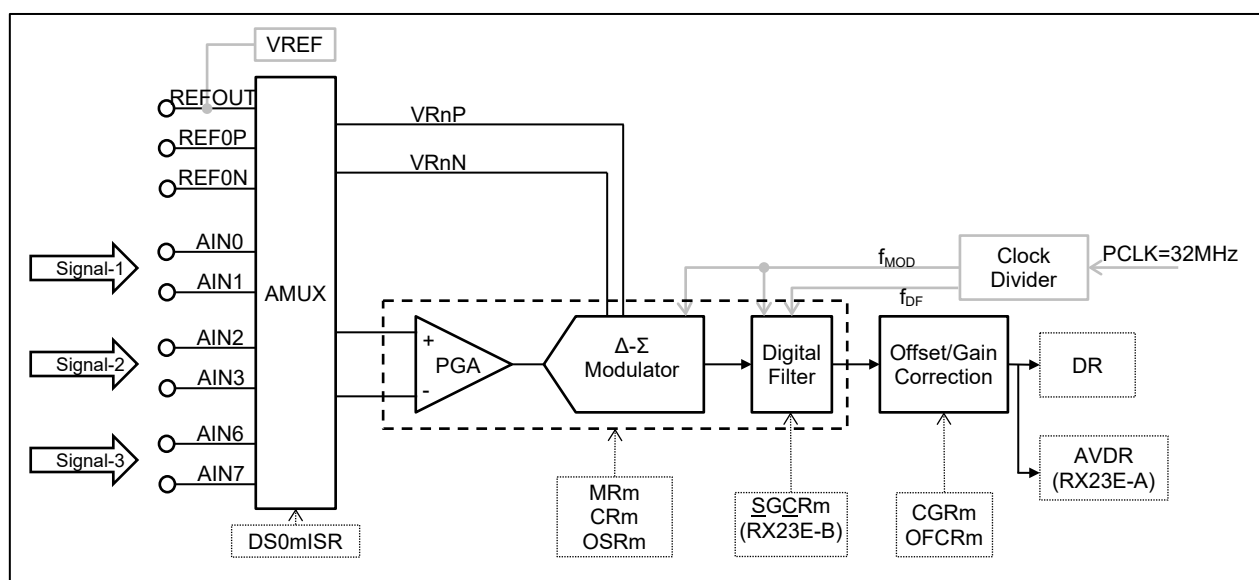 VREF
REFOUT
REF0P
REF0N
AIN0
AIN1
AIN2
AIN3
AIN6
AIN7
Signal-1
Signal-2
Signal-3
AMUX
DS0mISR
VRnP
VRnN
+
PGA
-
Δ-Σ
Modulator
Digital
Filter
fMOD
fDF
Clock
Divider
PCLK=32MHz
Offset/Gain
Correction
DR
AVDR
(RX23E-A)
MRm
CRm
OSRm
SGCRm
(RX23E-B)
CGRm
OFCRm